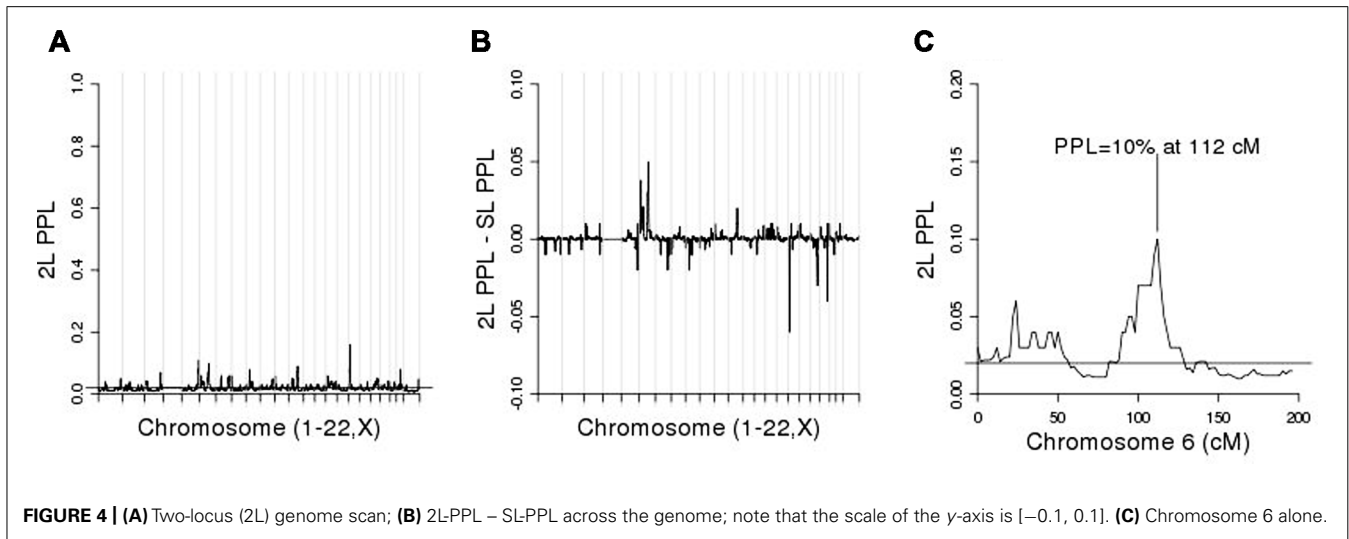 A
1.0
0.8
0.6
0.4
0.2
0.0
2L PPL
Chromosome (1-22,X)
B
0.10
0.05
0.00
-0.05
-0.10
2L PPL - SL PPL
Chromosome (1-22,X)
C
0.20
0.15
0.10
0.05
0.00
2L PPL
PPL=10% at 112 cM
0 50 100 150 200
Chromosome 6 (cM)
FIGURE 4 | (A) Two-locus (2L) genome scan; (B) 2L-PPL – SL-PPL across the genome; note that the scale of the y-axis is [−0.1, 0.1]. (C) Chromosome 6 alone.